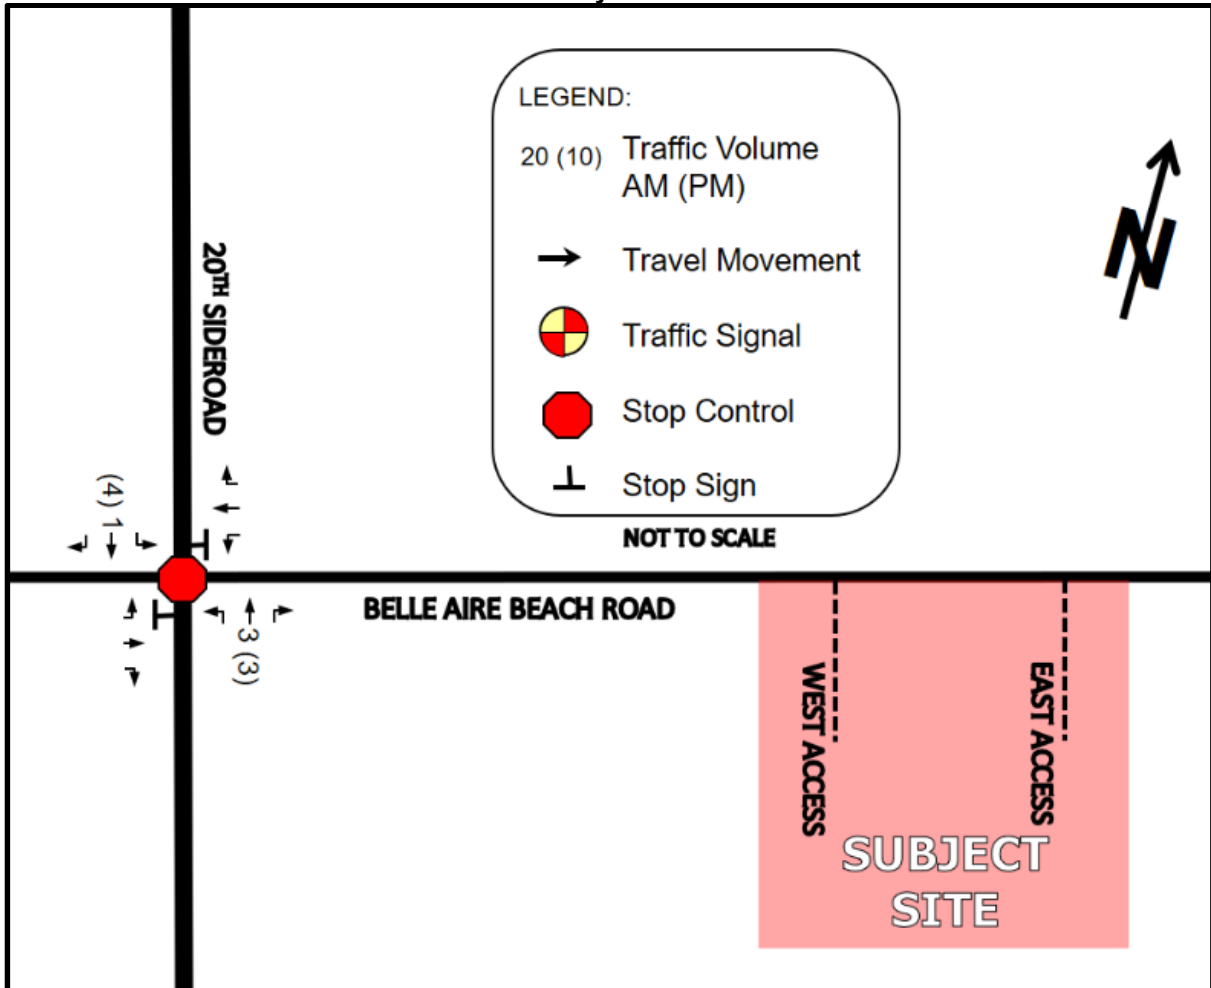 LEGEND:
20 (10) Traffic Volume
AM (PM)
Travel Movement
Traffic Signal
Stop Control
Stop Sign
NOT TO SCALE
N
20TH SIDEROAD
(4) 1
3 (3)
BELLE AIRE BEACH ROAD
WEST ACCESS
EAST ACCESS
SUBJECT
SITE